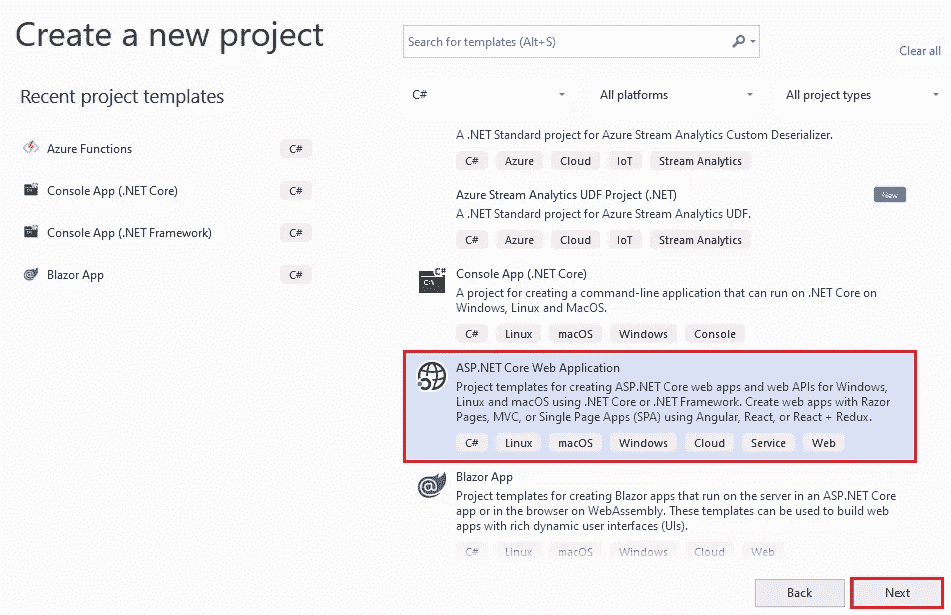 Create a new project
Search for templates (Alt+S)
Clear all
Recent project templates
C#
All platforms
All project types
Azure Functions
C#
Console App (.NET Core)
C#
Console App (.NET Framework)
C#
Blazor App
C#
A .NET Standard project for Azure Stream Analytics Custom Deserializer.
C# Azure Cloud IoT Stream Analytics
Azure Stream Analytics UDF Project (.NET)
New
A .NET Standard project for Azure Stream Analytics UDF.
C# Azure Cloud IoT Stream Analytics
C#
C:\
Console App (.NET Core)
A project for creating a command-line application that can run on .NET Core on
Windows, Linux and MacOS.
C# Linux macOS Windows Console
ASP.NET Core Web Application
Project templates for creating ASP.NET Core web apps and web APIs for Windows,
Linux and macOS using .NET Core or .NET Framework. Create web apps with Razor
Pages, MVC, or Single Page Apps (SPA) using Angular, React, or React + Redux.
C# Linux macOS Windows Cloud Service Web
Blazor App
Project templates for creating Blazor apps that run on the server in an ASP.NET Core
app or in the browser on WebAssembly. These templates can be used to build web
apps with rich dynamic user interfaces (UIs).
C# Linux macOS Windows Cloud Web
Back
Next